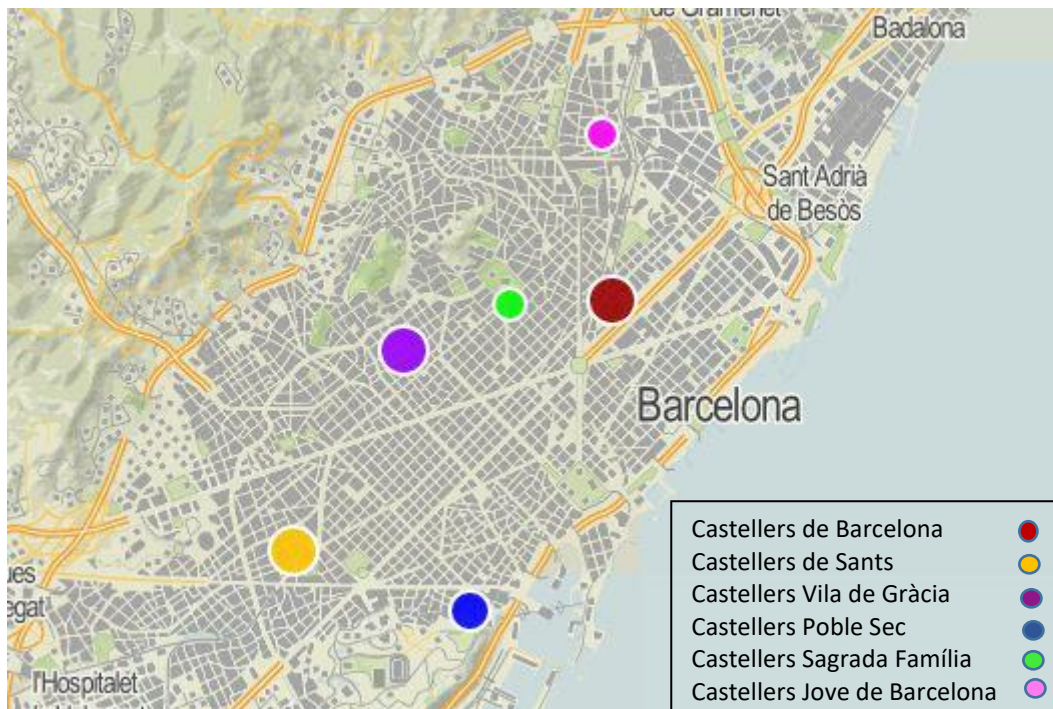 de Gramenet
Badalona
Sant Adrià
de Besòs
Barcelona
Castellers de Barcelona
Castellers de Sants
Castellers Vila de Gràcia
Castellers Poble Sec
Castellers Sagrada Família
Castellers Jove de Barcelona
ues
egat
l'Hospitalet